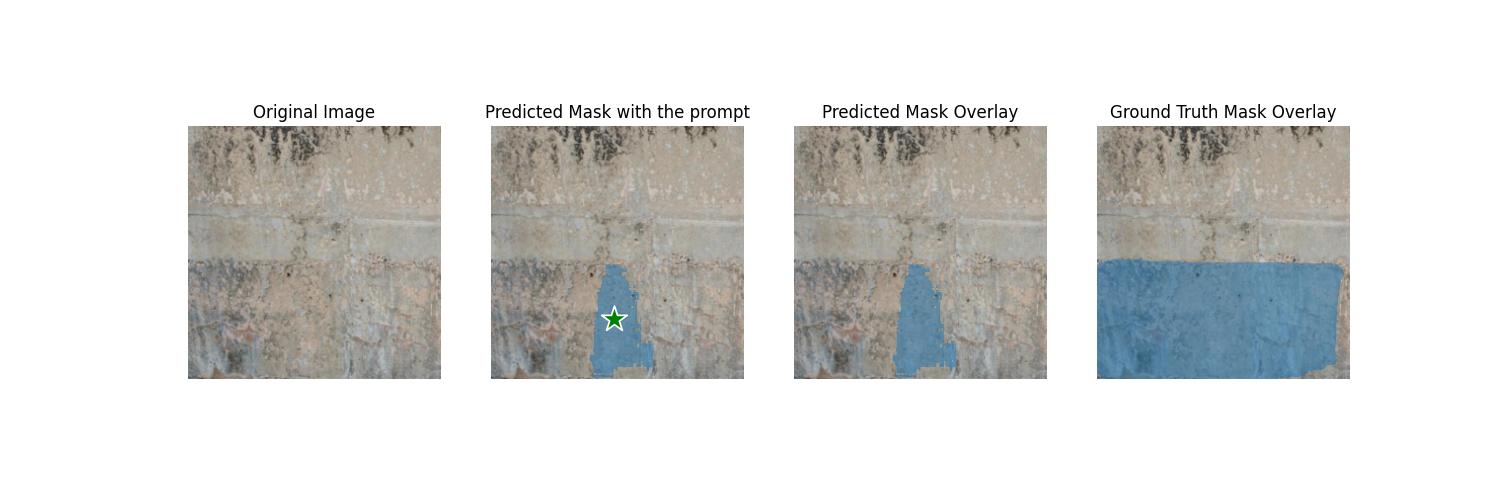 Original Image
Predicted Mask with the prompt
Predicted Mask Overlay
Ground Truth Mask Overlay